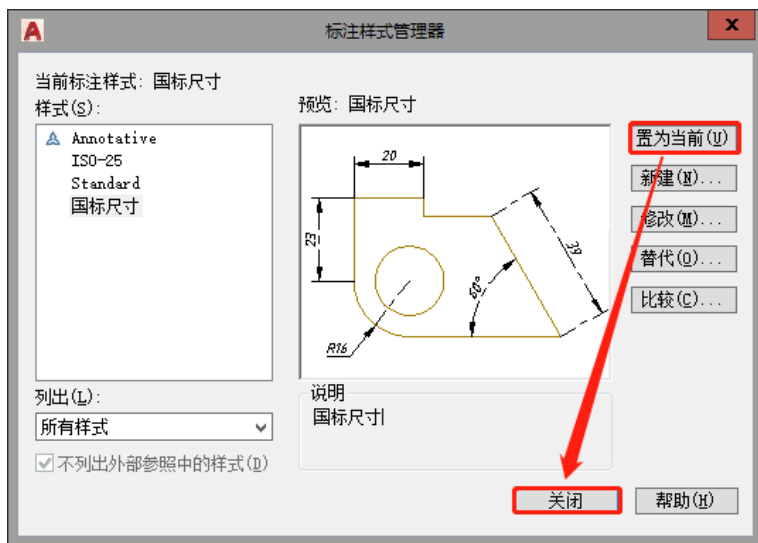 标注样式管理器
当前标注样式: 国标尺寸
样式(S):
Annotative
ISO-25
Standard
国标尺寸
预览: 国标尺寸
20
23
39
60°
R16
置为当前(U)
新建(N)...
修改(M)...
替代(O)...
比较(C)...
列出(L):
所有样式
不列出外部参照中的样式(D)
说明
国标尺寸
关闭
帮助(H)